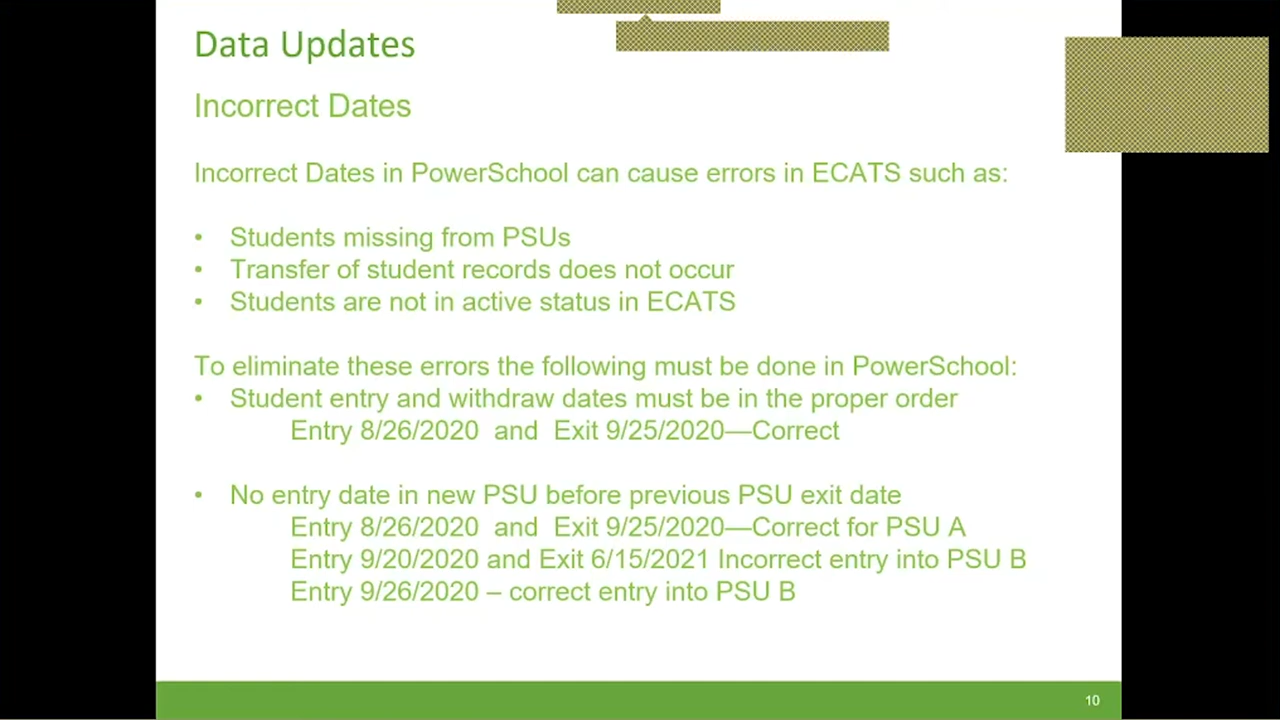 Data Updates
Incorrect Dates
Incorrect Dates in PowerSchool can cause errors in ECATS such as:
• Students missing from PSUs
• Transfer of student records does not occur
• Students are not in active status in ECATS
To eliminate these errors the following must be done in PowerSchool:
• Student entry and withdraw dates must be in the proper order
Entry 8/26/2020 and Exit 9/25/2020—Correct
• No entry date in new PSU before previous PSU exit date
Entry 8/26/2020 and Exit 9/25/2020—Correct for PSU A
Entry 9/20/2020 and Exit 6/15/2021 Incorrect entry into PSU B
Entry 9/26/2020 – correct entry into PSU B
10